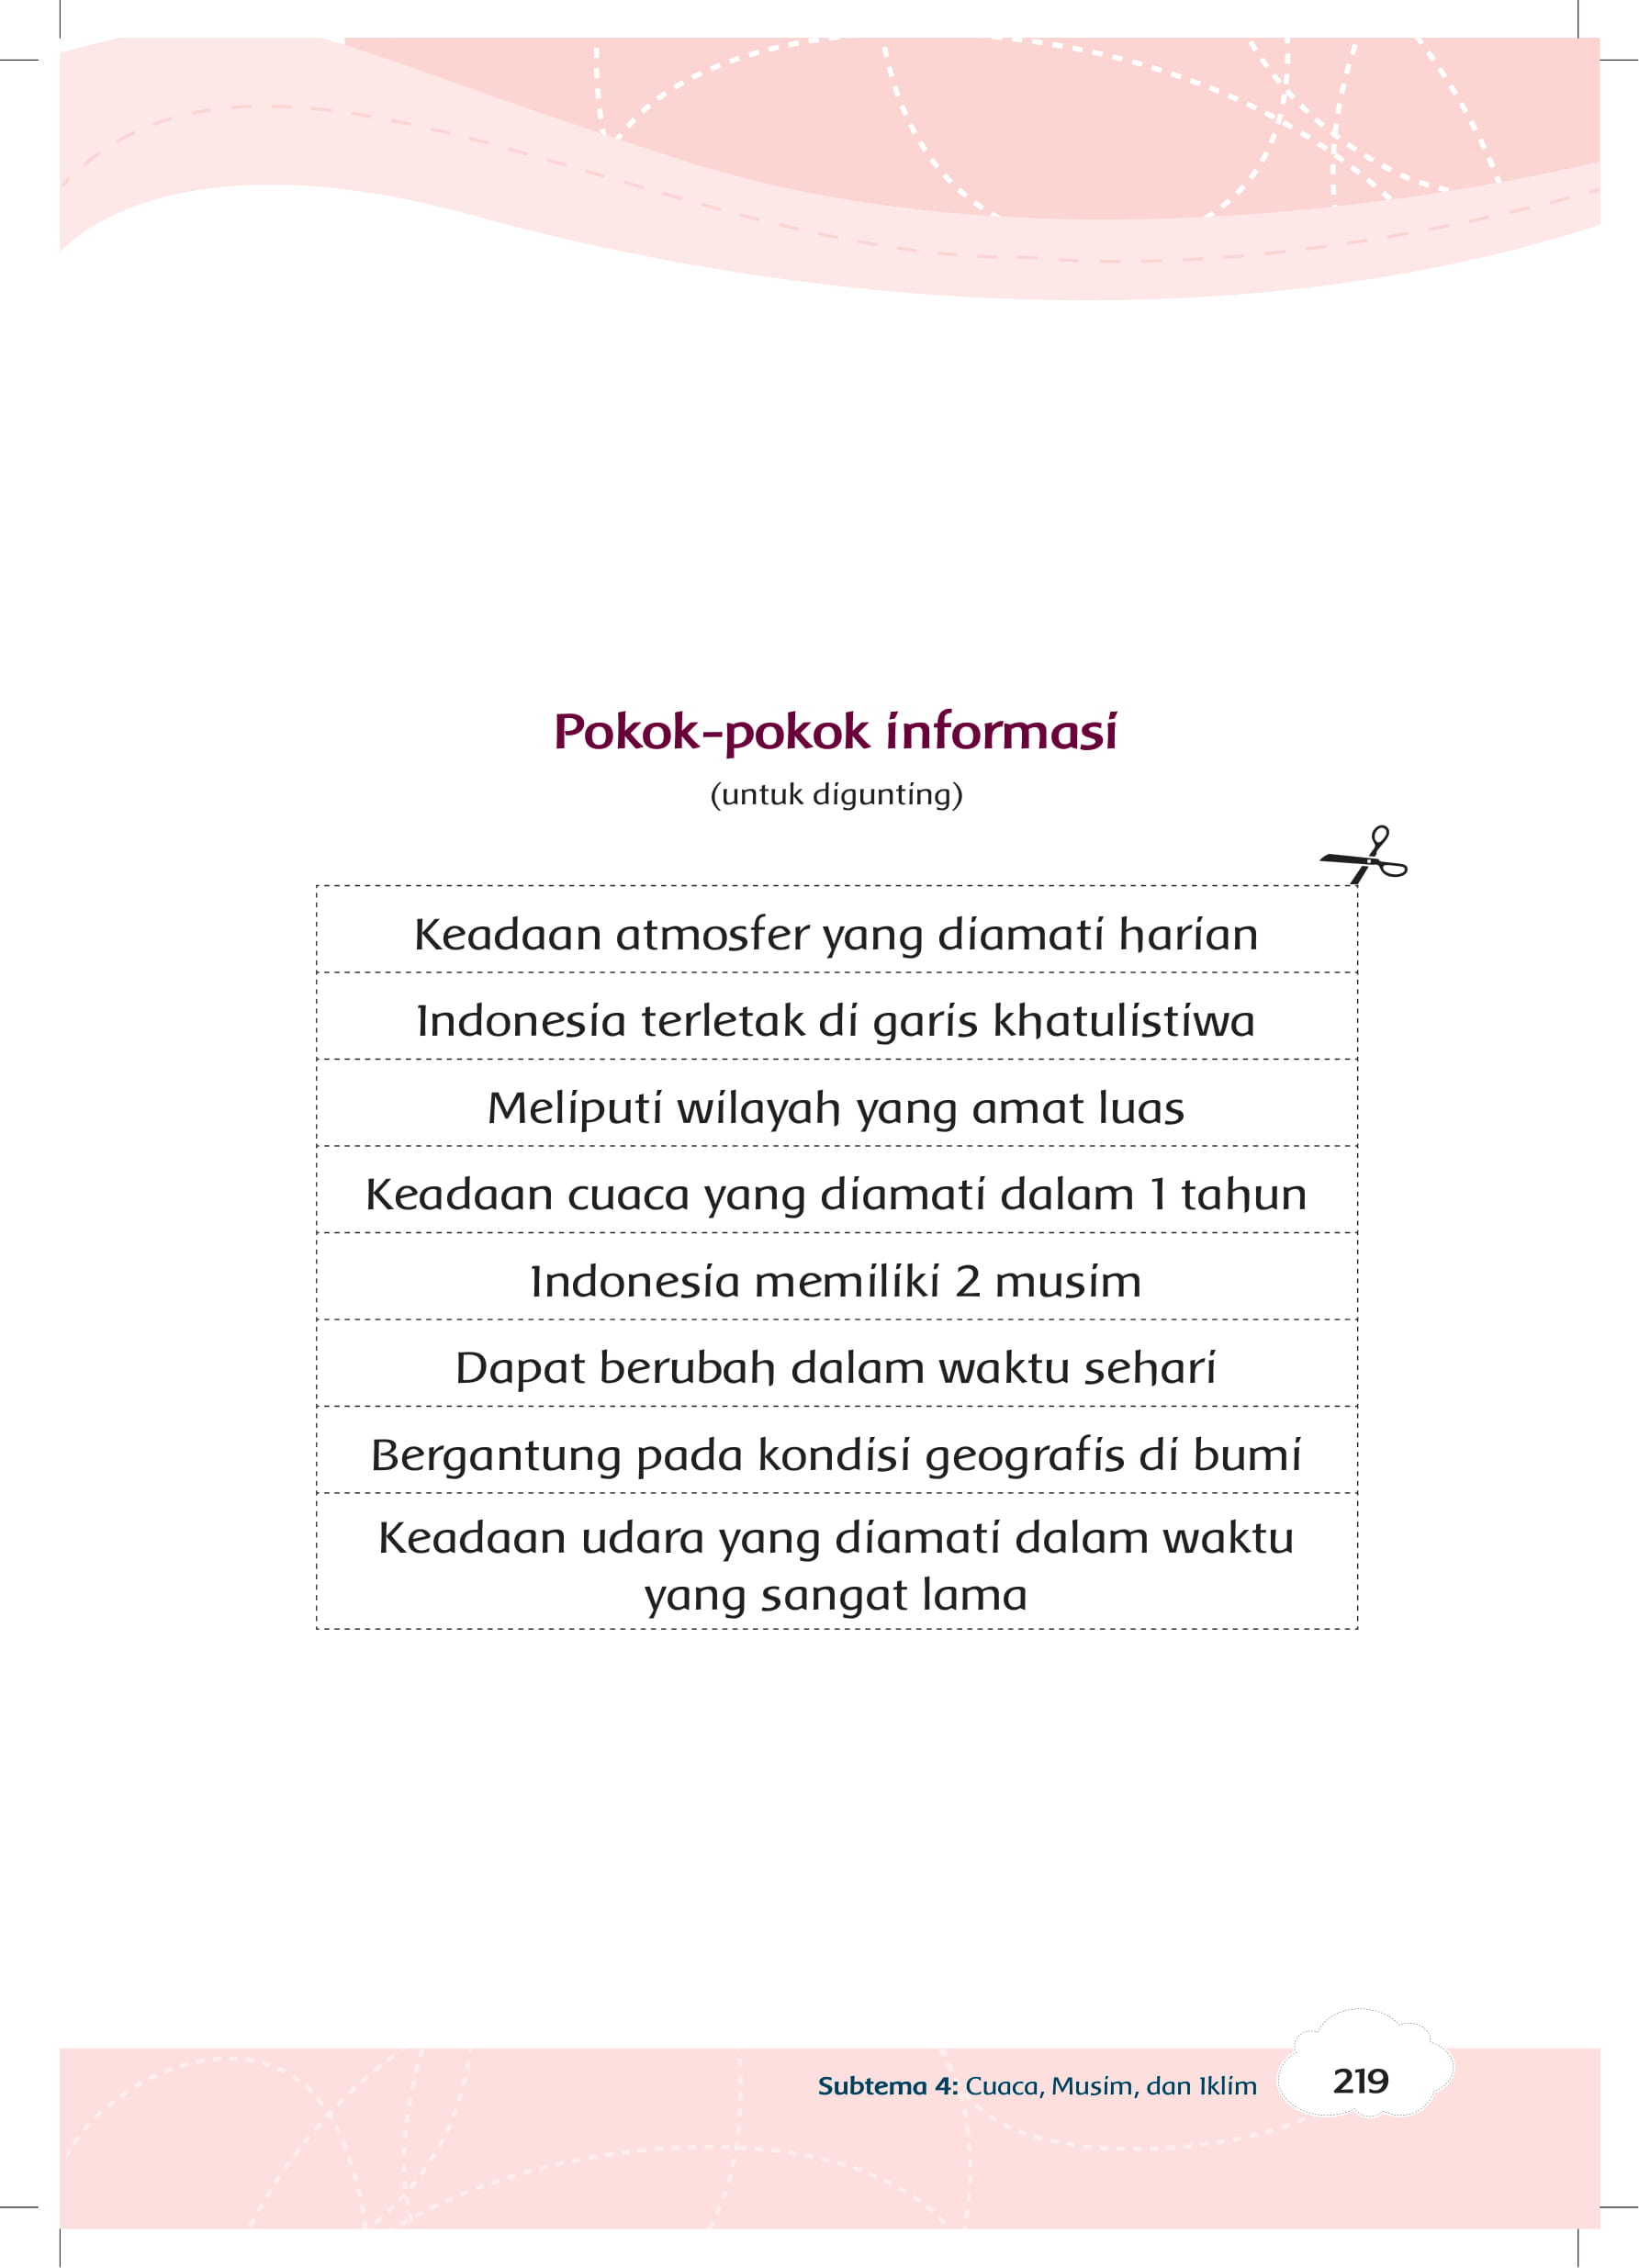 Pokok-pokok informasi
(untuk digunting)
Keadaan atmosfer yang diamati harian
Indonesia terletak di garis khatulistiwa
Meliputi wilayah yang amat luas
Keadaan cuaca yang diamati dalam 1 tahun
Indonesia memiliki 2 musim
Dapat berubah dalam waktu sehari
Bergantung pada kondisi geografis di bumi
Keadaan udara yang diamati dalam waktu
yang sangat lama
Subtema 4: Cuaca, Musim, dan Iklim
219